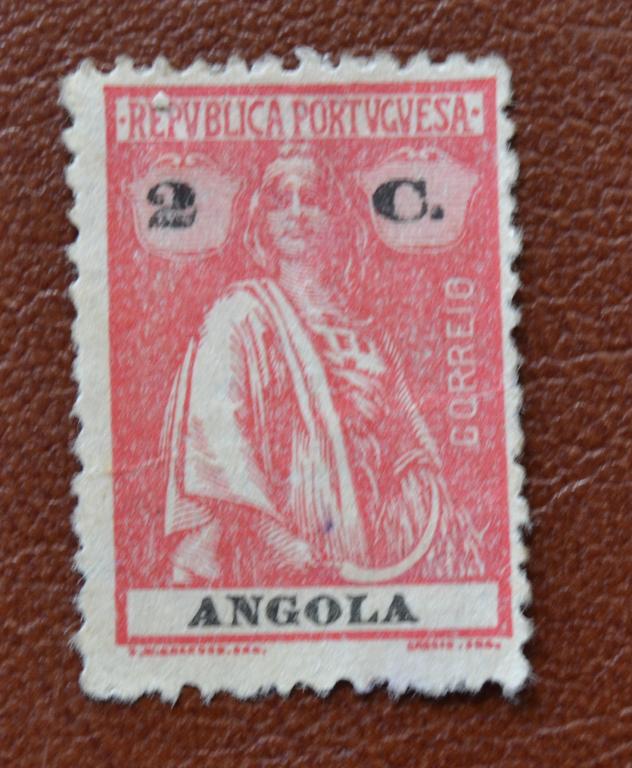 ·REPVBLICA PORTVGVESA·
2 C.
CORREIO
ANGOLA